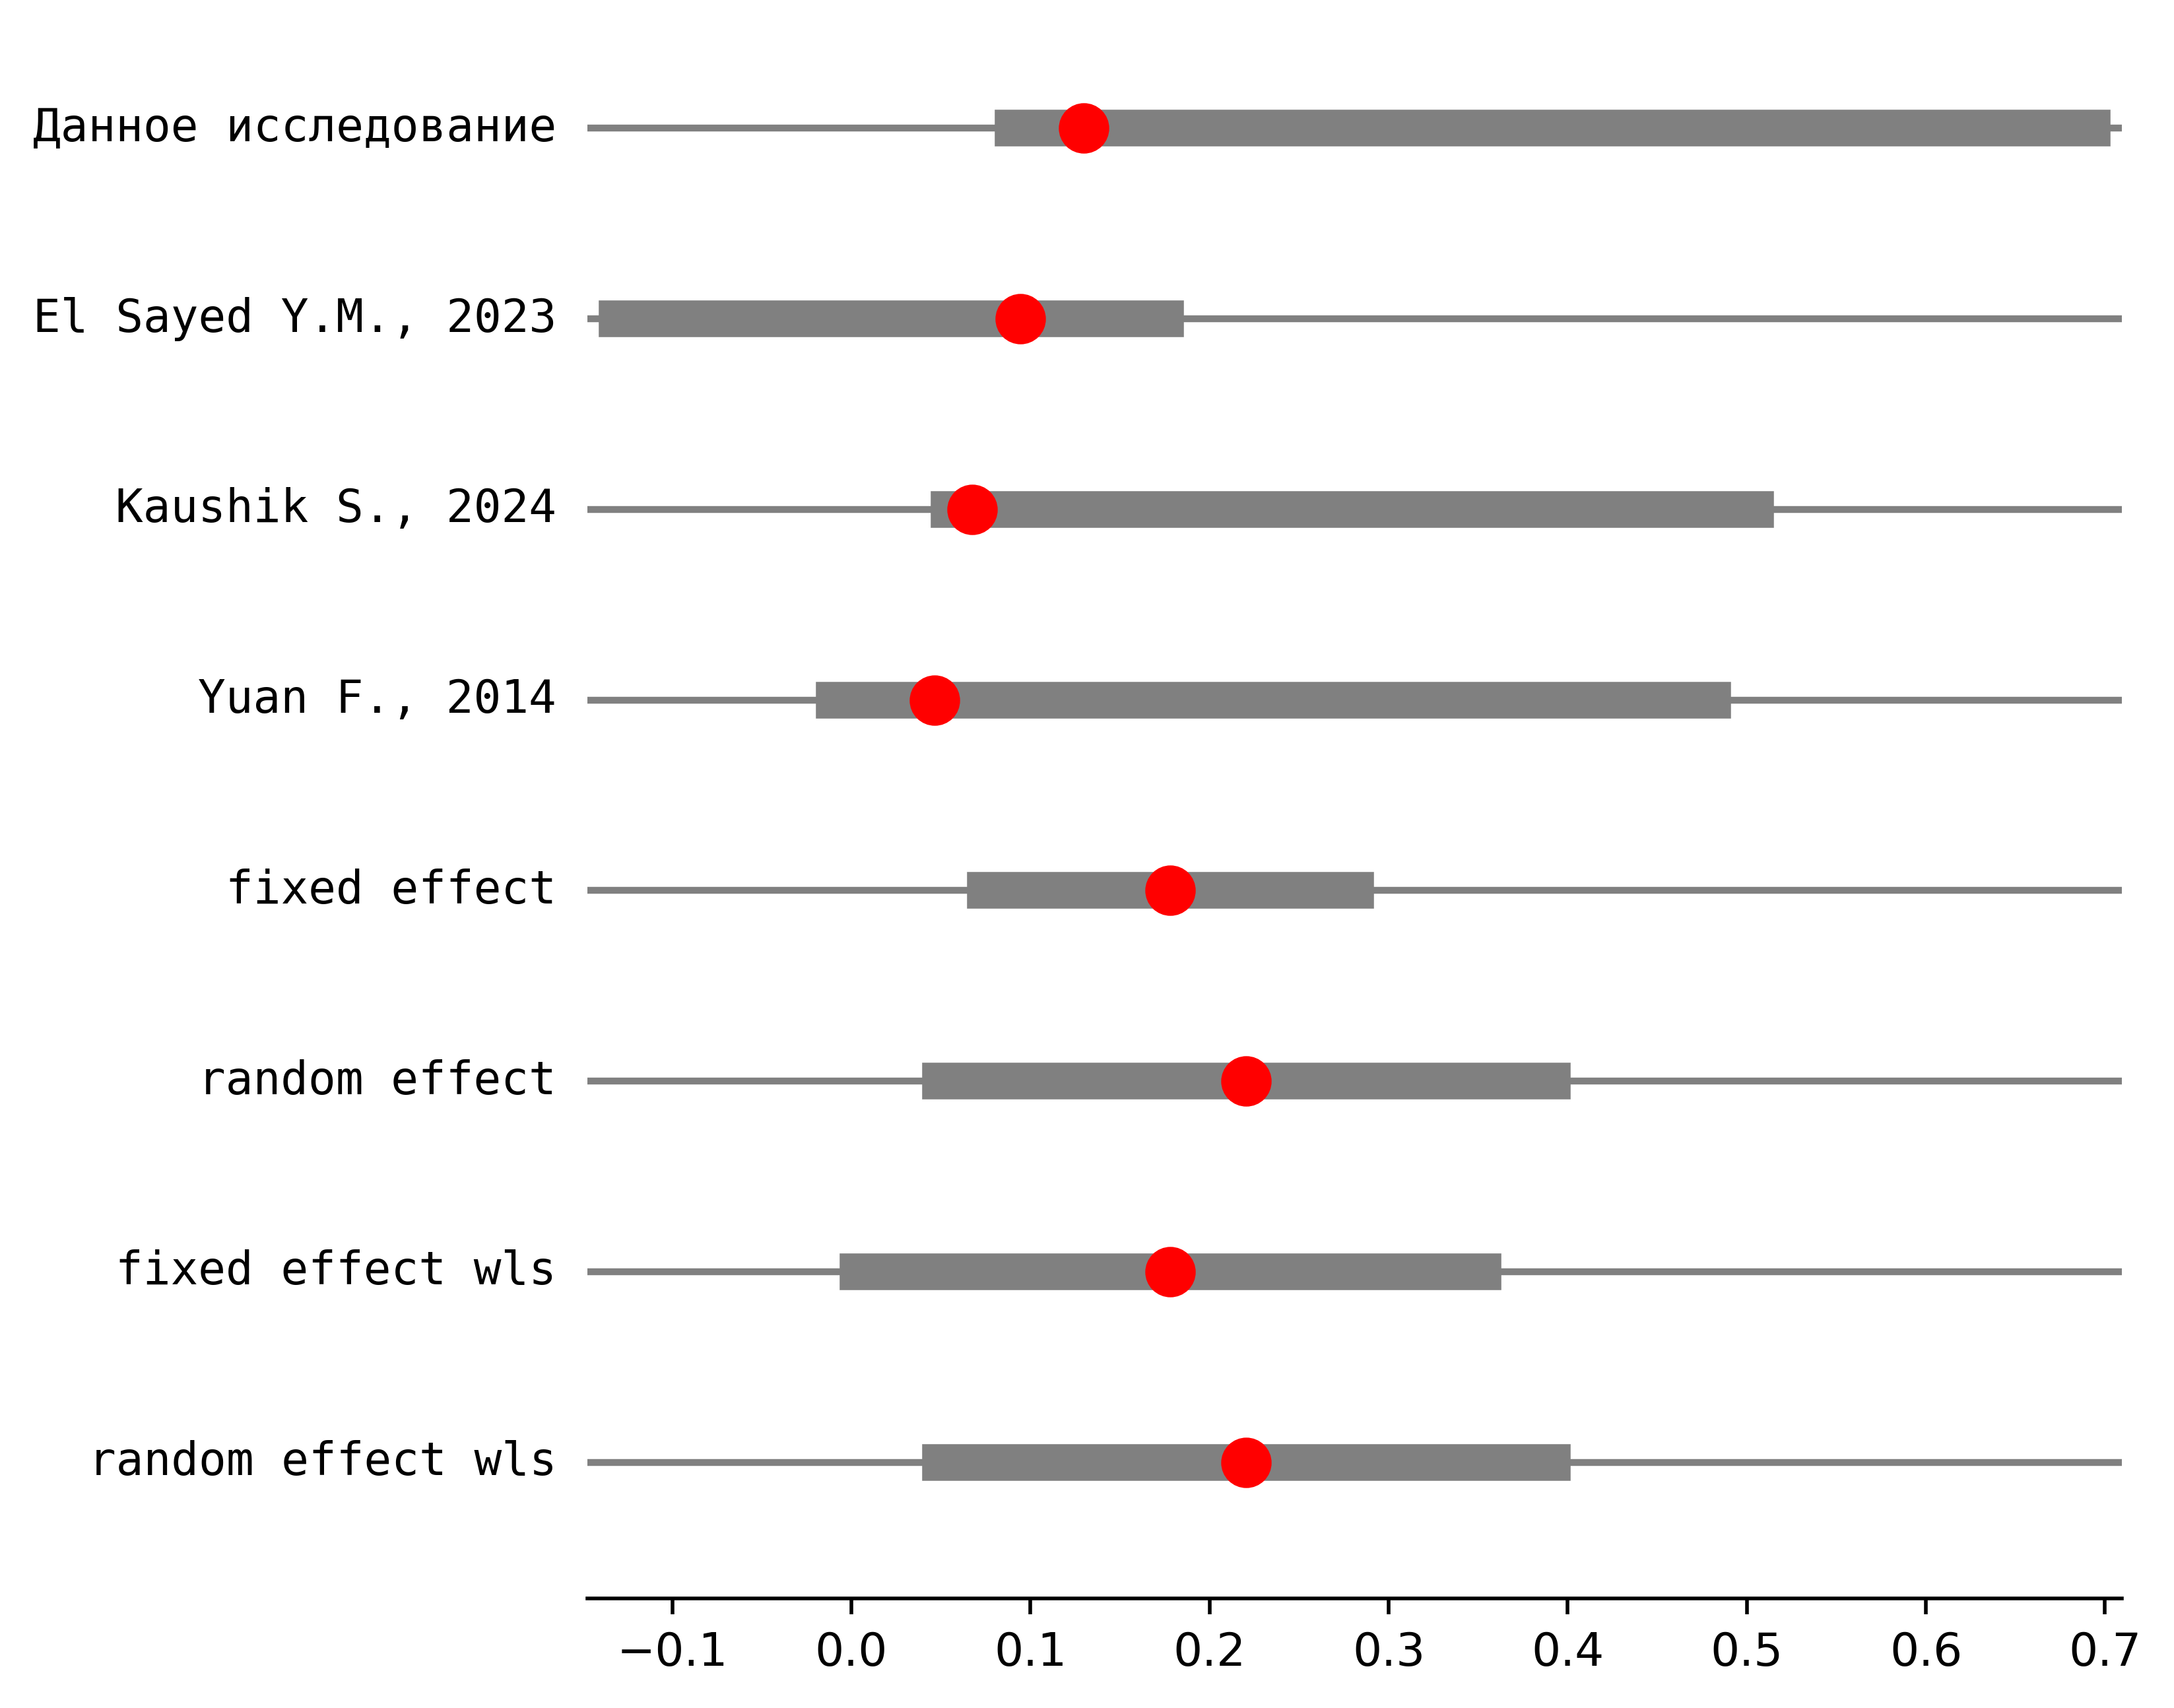 Данное исследование
El Sayed Y.M., 2023
Kaushik S., 2024
Yuan F., 2014
fixed effect
random effect
fixed effect wls
random effect wls
−0.1 0.0 0.1 0.2 0.3 0.4 0.5 0.6 0.7